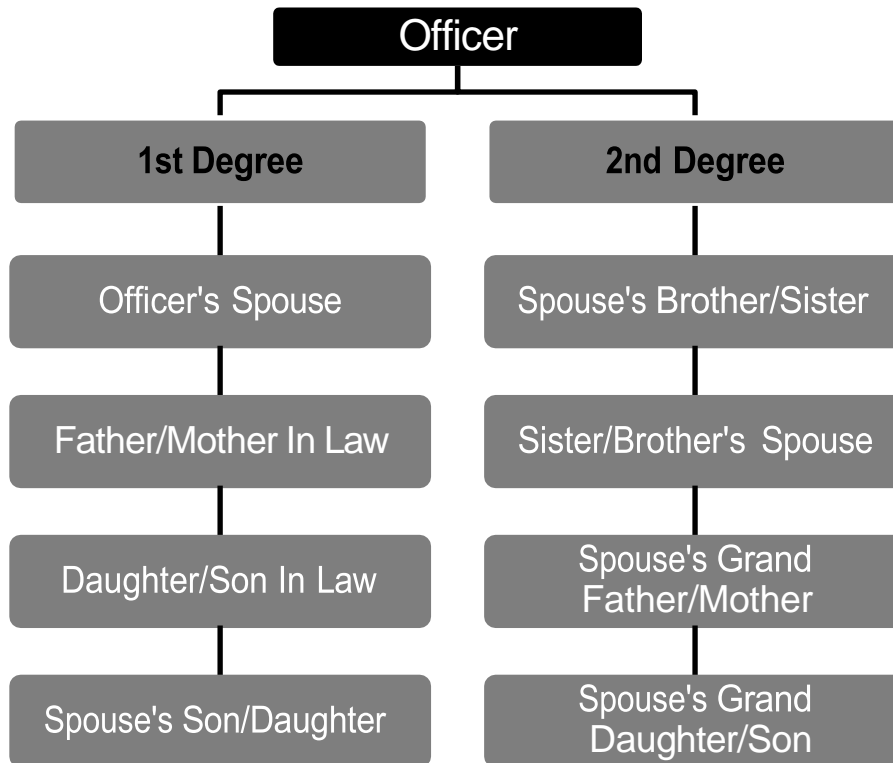 Officer
1st Degree
2nd Degree
Officer's Spouse
Spouse's Brother/Sister
Father/Mother In Law
Sister/Brother's Spouse
Daughter/Son In Law
Spouse's Grand
Father/Mother
Spouse's Son/Daughter
Spouse's Grand
Daughter/Son